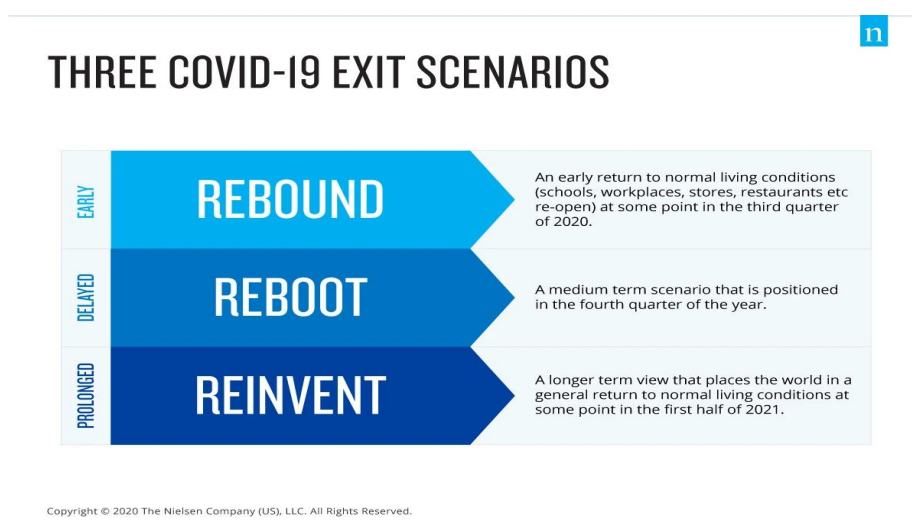 n
THREE COVID-19 EXIT SCENARIOS
EARLY
REBOUND
An early return to normal living conditions
(schools, workplaces, stores, restaurants etc
re-open) at some point in the third quarter
of 2020.
DELAYED
REBOOT
A medium term scenario that is positioned
in the fourth quarter of the year.
PROLONGED
REINVENT
A longer term view that places the world in a
general return to normal living conditions at
some point in the first half of 2021.
Copyright © 2020 The Nielsen Company (US), LLC. All Rights Reserved.